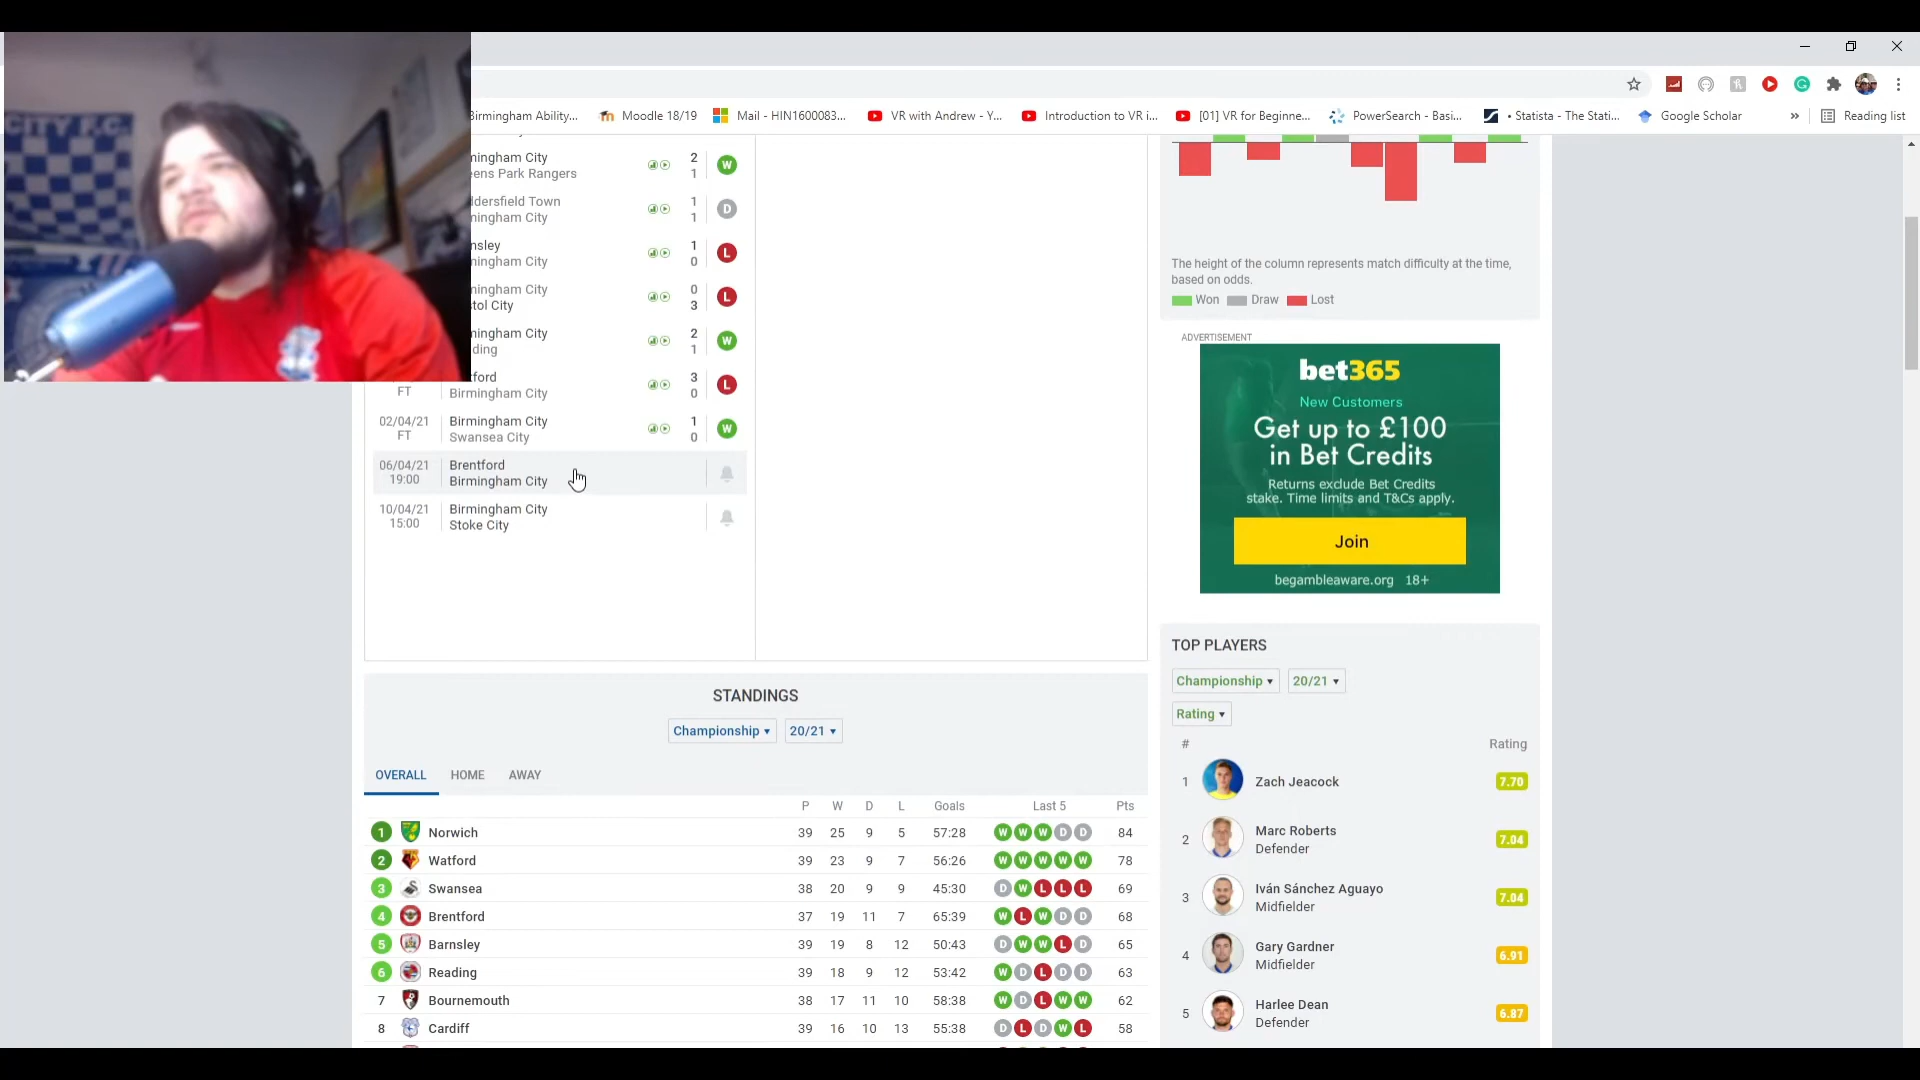 CITY F.C.
Birmingham Ability...
Moodle 18/19
Mail - HIN1600083...
VR with Andrew - Y...
Introduction to VR i...
[01] VR for Beginne...
PowerSearch - Basi...
• Statista - The Stati...
Google Scholar
»
Reading list
mingham City 2
ens Park Rangers 1
W
ldersfield Town 1
mingham City 1
D
nsley 1
mingham City 0
L
mingham City 0
stol City 3
L
mingham City 2
ding 1
W
ford 3
FT Birmingham City 0
L
02/04/21 Birmingham City 1
FT Swansea City 0
W
06/04/21 Brentford
19:00 Birmingham City
10/04/21 Birmingham City
15:00 Stoke City
The height of the column represents match difficulty at the time,
based on odds.
Won Draw Lost
ADVERTISEMENT
bet365
New Customers
Get up to £100
in Bet Credits
Returns exclude Bet Credits
stake. Time limits and T&Cs apply.
Join
begambleaware.org 18+
STANDINGS
Championship 20/21
OVERALL HOME AWAY
P W D L Goals Last 5 Pts
1 Norwich 39 25 9 5 57:28 W W W D D 84
2 Watford 39 23 9 7 56:26 W W W W W 78
3 Swansea 38 20 9 9 45:30 D W L L L 69
4 Brentford 37 19 11 7 65:39 W L W D D 68
5 Barnsley 39 19 8 12 50:43 D W W L D 65
6 Reading 39 18 9 12 53:42 W D L D D 63
7 Bournemouth 38 17 11 10 58:38 W D L W W 62
8 Cardiff 39 16 10 13 55:38 D L D W L 58
TOP PLAYERS
Championship 20/21
Rating
# Rating
1 Zach Jeacock 7.70
2 Marc Roberts 7.04
Defender
3 Iván Sánchez Aguayo 7.04
Midfielder
4 Gary Gardner 6.91
Midfielder
5 Harlee Dean 6.87
Defender